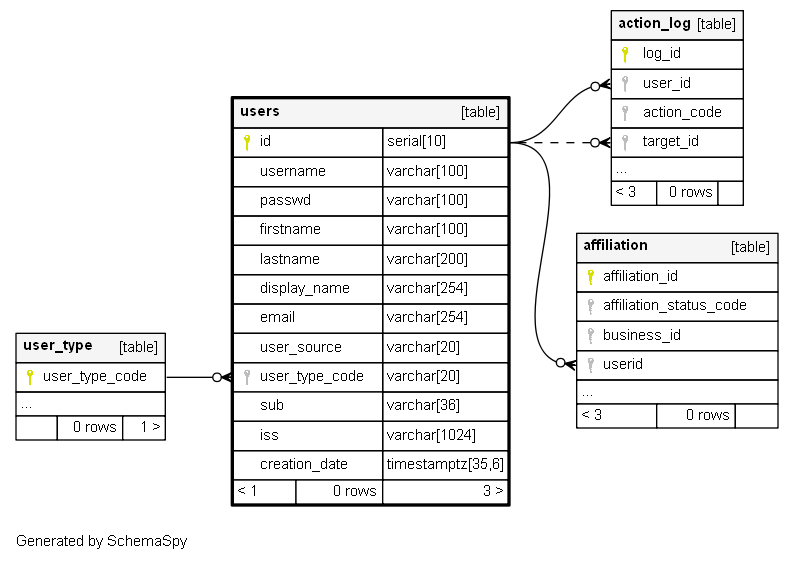 action_log [table]
log_id
user_id
action_code
target_id
...
< 3 0 rows
users [table]
id serial[10]
username varchar[100]
passwd varchar[100]
firstname varchar[100]
lastname varchar[200]
display_name varchar[254]
email varchar[254]
user_source varchar[20]
user_type_code varchar[20]
sub varchar[36]
iss varchar[1024]
creation_date timestamptz[35,6]
< 1 0 rows 3 >
affiliation [table]
affiliation_id
affiliation_status_code
business_id
userid
...
< 3 0 rows
user_type [table]
user_type_code
...
0 rows 1 >
Generated by SchemaSpy